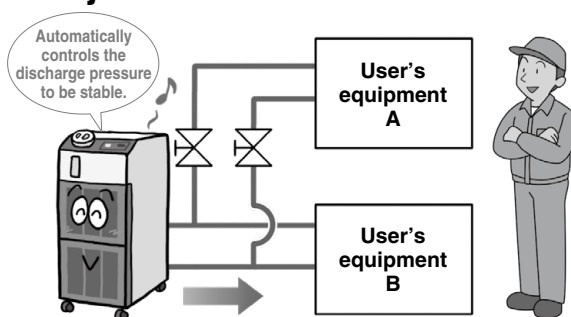 Automatically
controls the
discharge pressure
to be stable.
User's
equipment
A
User's
equipment
B